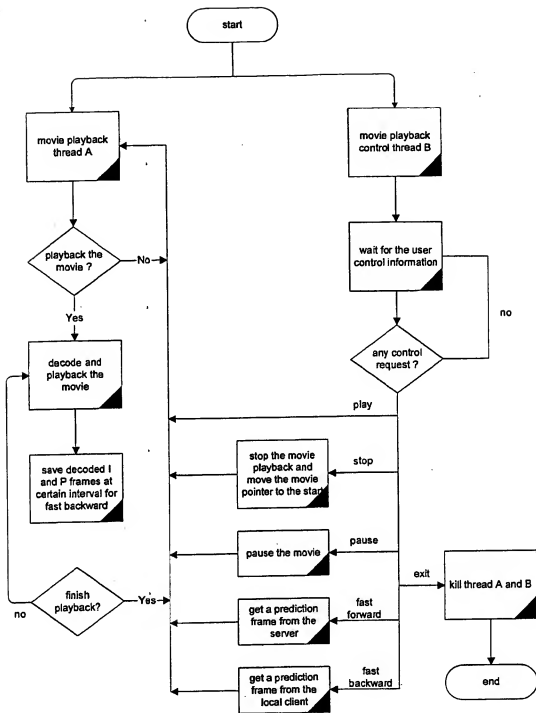 start
movie playback
thread A
movie playback
control thread B
playback the
movie ?
No
wait for the user
control information
no
Yes
any control
request ?
decode and
playback the
movie
play
save decoded I
and P frames at
certain interval for
fast backward
stop the movie
playback and
move the movie
pointer to the start
stop
pause the movie
pause
exit
kill thread A and B
finish
playback?
Yes
no
get a prediction
frame from the
server
fast
forward
get a prediction
frame from the
local client
fast
backward
end